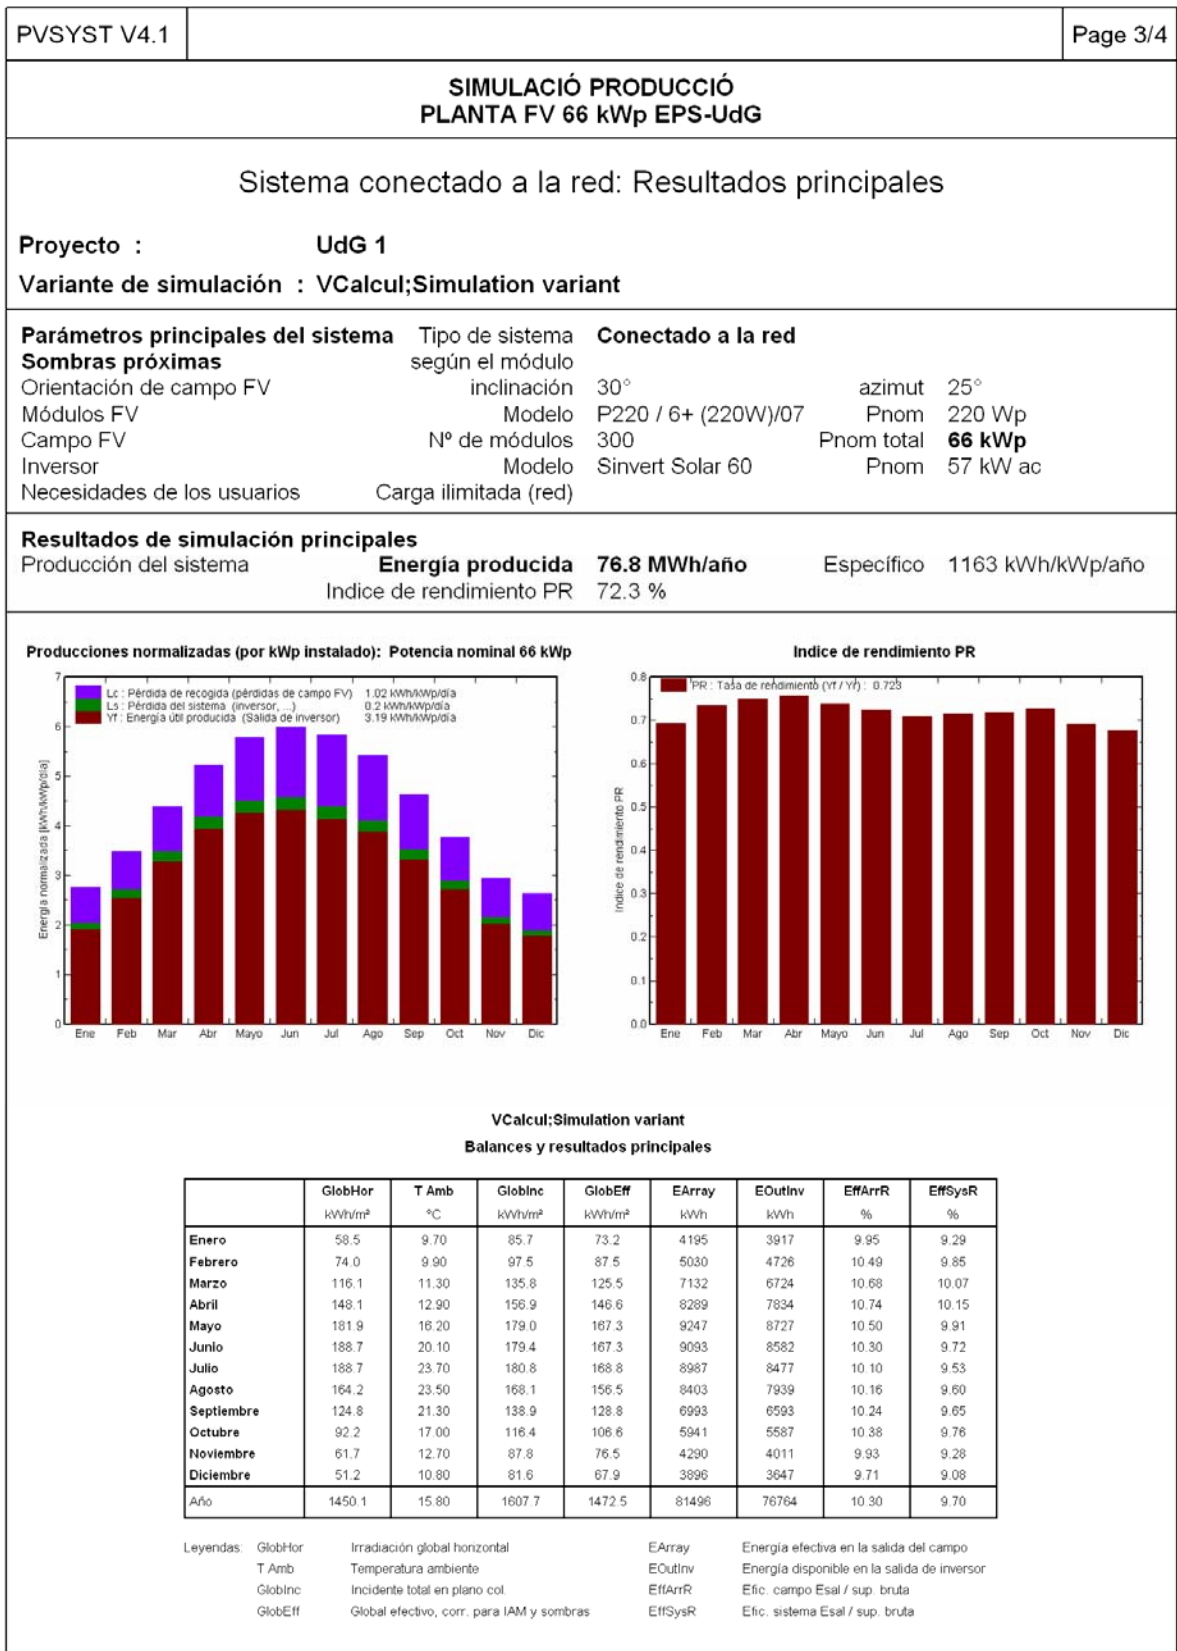 PVSYST V4.1
Page 3/4
SIMULACIÓ PRODUCCIÓ
PLANTA FV 66 kWp EPS-UdG
Sistema conectado a la red: Resultados principales
Proyecto : UdG 1
Variante de simulación : VCalcul;Simulation variant
Parámetros principales del sistema Tipo de sistema Conectado a la red
Sombras próximas según el módulo
Orientación de campo FV inclinación 30° azimut 25°
Módulos FV Modelo P220 / 6+ (220W)/07 Pnom 220 Wp
Campo FV Nº de módulos 300 Pnom total 66 kWp
Inversor Modelo Sinvert Solar 60 Pnom 57 kW ac
Necesidades de los usuarios Carga ilimitada (red)
Resultados de simulación principales
Producción del sistema Energía producida 76.8 MWh/año Específico 1163 kWh/kWp/año
Indice de rendimiento PR 72.3 %
Producciones normalizadas (por kWp instalado): Potencia nominal 66 kWp
Lc : Pérdida de recogida (pérdidas de campo FV) 1.02 kWh/kWp/día
Ls : Pérdida del sistema (inversor, ...) 0.2 kWh/kWp/día
Yf : Energía útil producida (Salida de inversor) 3.19 kWh/kWp/día
Energía normalizada [kWh/kWp/día]
7
6
5
4
3
2
1
0
Ene Feb Mar Abr Mayo Jun Jul Ago Sep Oct Nov Dic
Indice de rendimiento PR
PR : Tasa de rendimiento (Yf / Yr) : 0.723
Indice de rendimiento PR
0.8
0.7
0.6
0.5
0.4
0.3
0.2
0.1
0.0
Ene Feb Mar Abr Mayo Jun Jul Ago Sep Oct Nov Dic
VCalcul;Simulation variant
Balances y resultados principales
GlobHor T Amb GlobInc GlobEff EArray EOutInv EffArrR EffSysR
kWh/m² °C kWh/m² kWh/m² kWh kWh % %
Enero 58.5 9.70 85.7 73.2 4195 3917 9.95 9.29
Febrero 74.0 9.90 97.5 87.5 5030 4726 10.49 9.85
Marzo 116.1 11.30 135.8 125.5 7132 6724 10.68 10.07
Abril 148.1 12.90 156.9 146.6 8289 7834 10.74 10.15
Mayo 181.9 16.20 179.0 167.3 9247 8727 10.50 9.91
Junio 188.7 20.10 179.4 167.3 9093 8582 10.30 9.72
Julio 188.7 23.70 180.8 168.8 8987 8477 10.10 9.53
Agosto 164.2 23.50 168.1 156.5 8403 7939 10.16 9.60
Septiembre 124.8 21.30 138.9 128.8 6993 6593 10.24 9.65
Octubre 92.2 17.00 116.4 106.6 5941 5587 10.38 9.76
Noviembre 61.7 12.70 87.8 76.5 4290 4011 9.93 9.28
Diciembre 51.2 10.80 81.6 67.9 3896 3647 9.71 9.08
Año 1450.1 15.80 1607.7 1472.5 81496 76764 10.30 9.70
Leyendas: GlobHor Irradiación global horizontal EArray Energía efectiva en la salida del campo
T Amb Temperatura ambiente EOutInv Energía disponible en la salida de inversor
GlobInc Incidente total en plano col. EffArrR Efic. campo Esal / sup. bruta
GlobEff Global efectivo, corr. para IAM y sombras EffSysR Efic. sistema Esal / sup. bruta